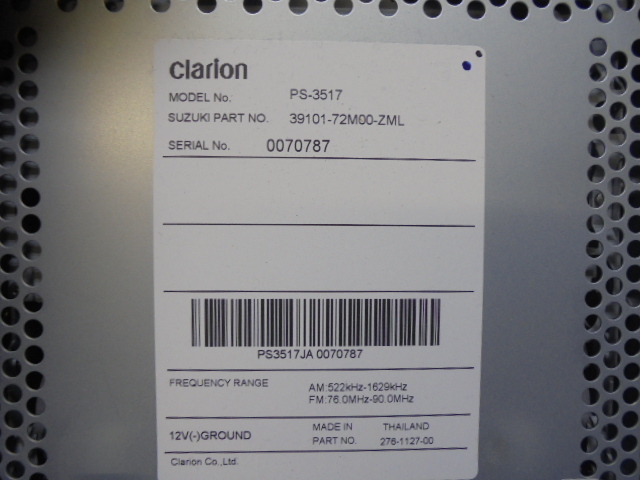 clarion
MODEL No. PS-3517
SUZUKI PART NO. 39101-72M00-ZML
SERIAL No. 0070787
PS3517JA 0070787
FREQUENCY RANGE AM:522kHz-1629kHz
FM:76.0MHz-90.0MHz
12V(-)GROUND MADE IN THAILAND
PART NO. 276-1127-00
Clarion Co.,Ltd.